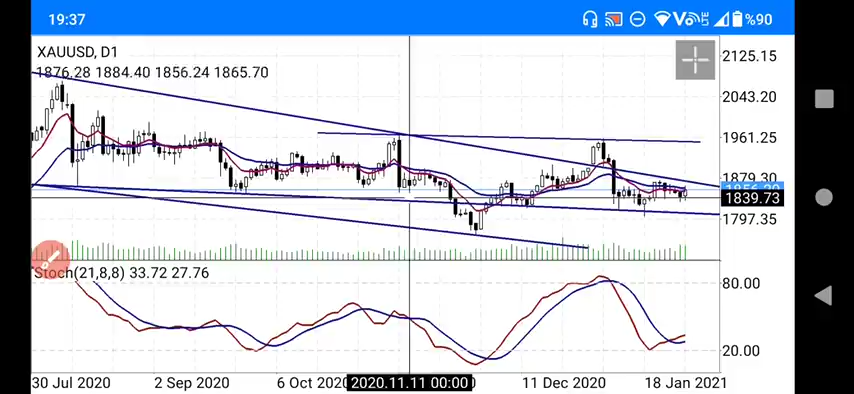 19:37
LTE
%90
XAUUSD, D1
1876.28 1884.40 1856.24 1865.70
2125.15
2043.20
1961.25
1879.30
1856.20
1839.73
1797.35
Stoch(21,8,8) 33.72 27.76
80.00
20.00
30 Jul 2020 2 Sep 2020 6 Oct 2020 2020.11.11 00:00 11 Dec 2020 18 Jan 2021